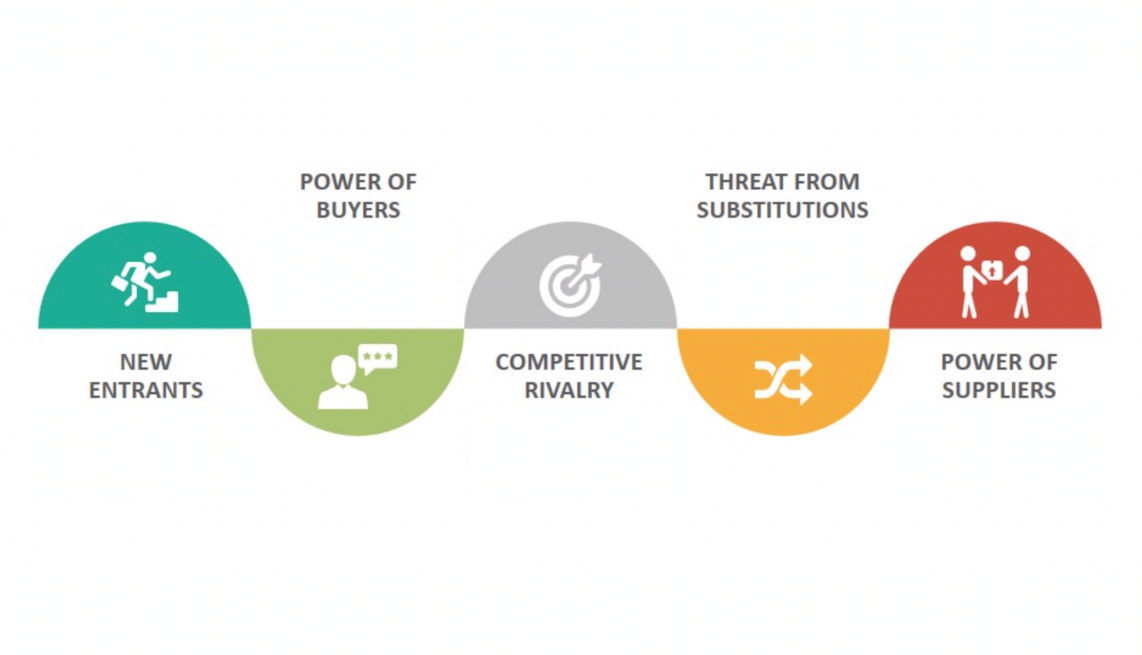 POWER OF
BUYERS
THREAT FROM
SUBSTITUTIONS
NEW
ENTRANTS
COMPETITIVE
RIVALRY
POWER OF
SUPPLIERS